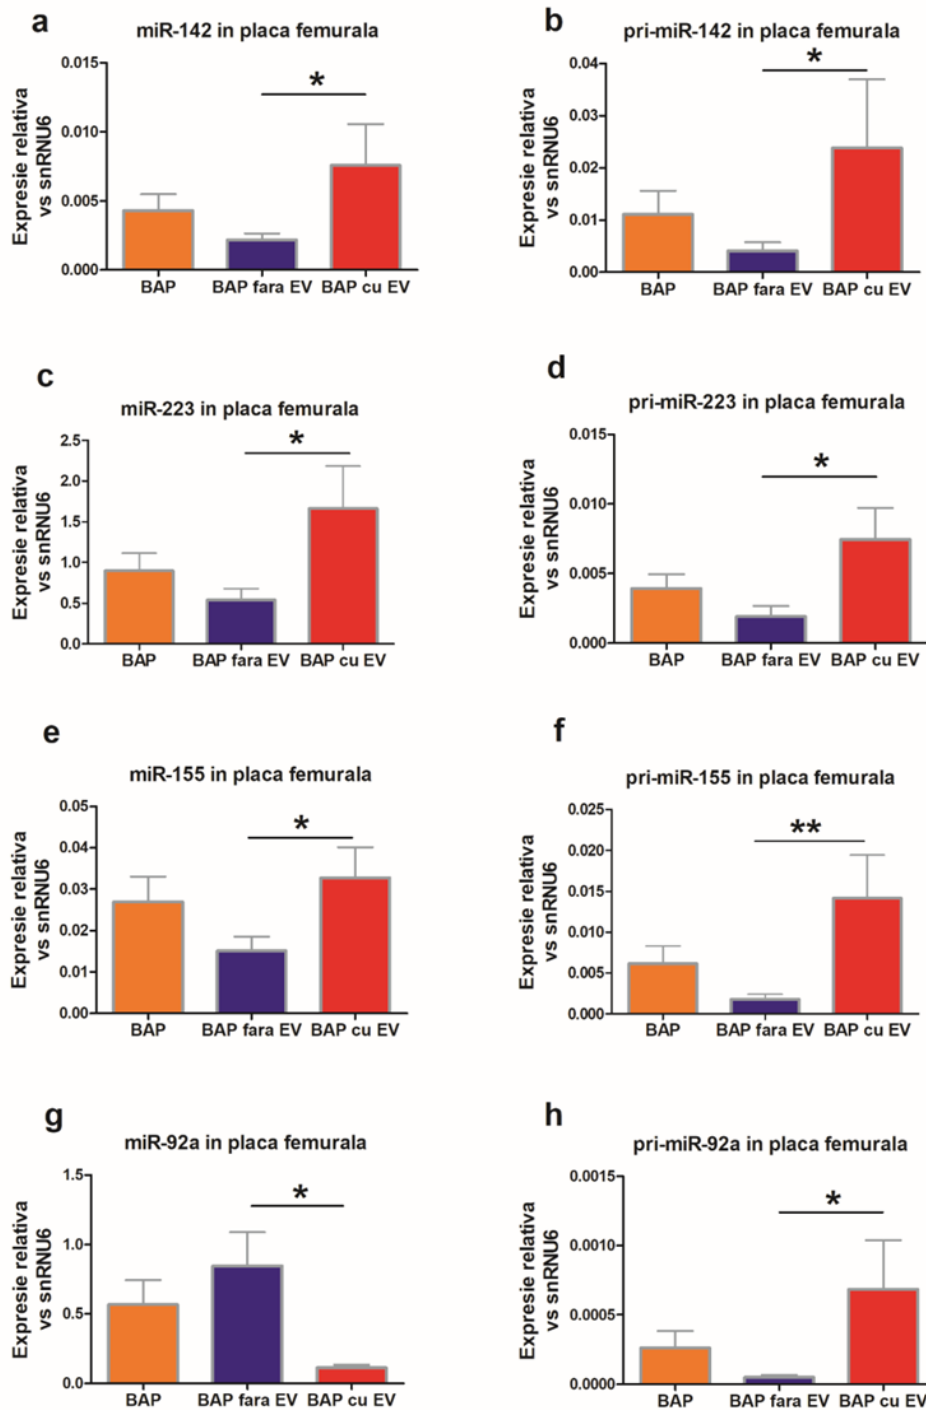 a
miR-142 in placa femurala
Expresie relativa
vs snRNU6
0.015
0.010
0.005
0.000
*
BAP
BAP fara EV
BAP cu EV
b
pri-miR-142 in placa femurala
Expresie relativa
vs snRNU6
0.04
0.03
0.02
0.01
0.00
*
BAP
BAP fara EV
BAP cu EV
c
miR-223 in placa femurala
Expresie relativa
vs snRNU6
2.5
2.0
1.5
1.0
0.5
0.0
*
BAP
BAP fara EV
BAP cu EV
d
pri-miR-223 in placa femurala
Expresie relativa
vs snRNU6
0.015
0.010
0.005
0.000
*
BAP
BAP fara EV
BAP cu EV
e
miR-155 in placa femurala
Expresie relativa
vs snRNU6
0.05
0.04
0.03
0.02
0.01
0.00
*
BAP
BAP fara EV
BAP cu EV
f
pri-miR-155 in placa femurala
Expresie relativa
vs snRNU6
0.025
0.020
0.015
0.010
0.005
0.000
**
BAP
BAP fara EV
BAP cu EV
g
miR-92a in placa femurala
Expresie relativa
vs snRNU6
1.5
1.0
0.5
0.0
*
BAP
BAP fara EV
BAP cu EV
h
pri-miR-92a in placa femurala
Expresie relativa
vs snRNU6
0.0015
0.0010
0.0005
0.0000
*
BAP
BAP fara EV
BAP cu EV